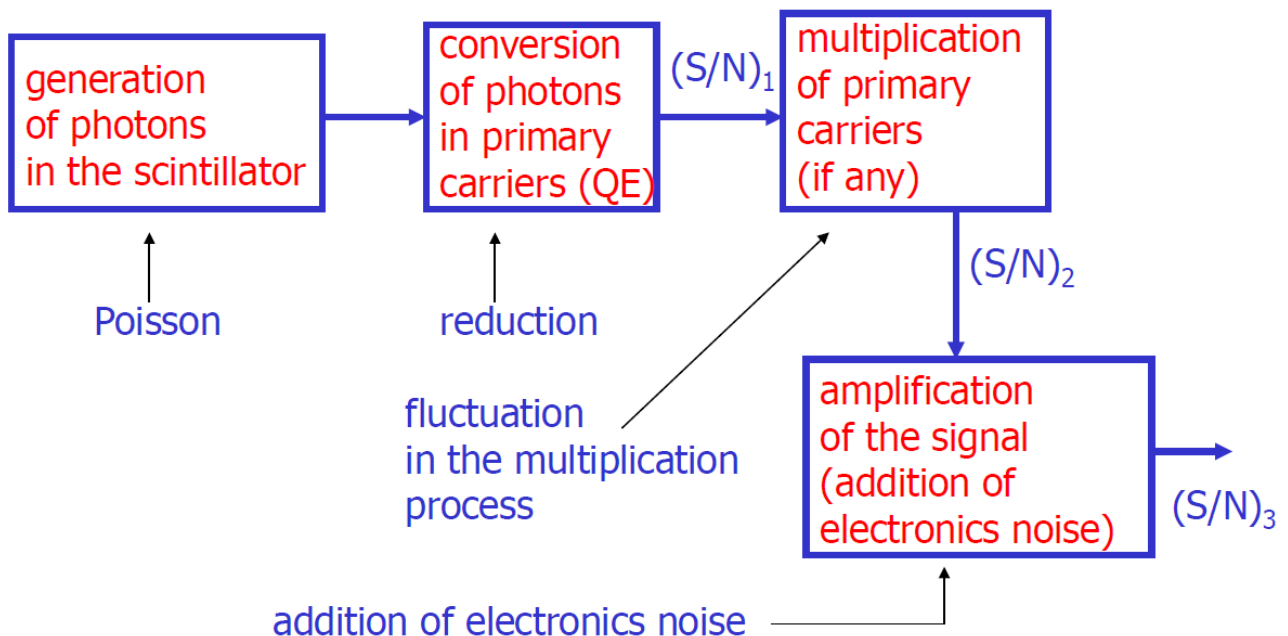 generation
of photons
in the scintillator
conversion
of photons
in primary
carriers (QE)
(S/N)₁
multiplication
of primary
carriers
(if any)
(S/N)₂
Poisson
reduction
fluctuation
in the multiplication
process
amplification
of the signal
(addition of
electronics noise)
(S/N)₃
addition of electronics noise